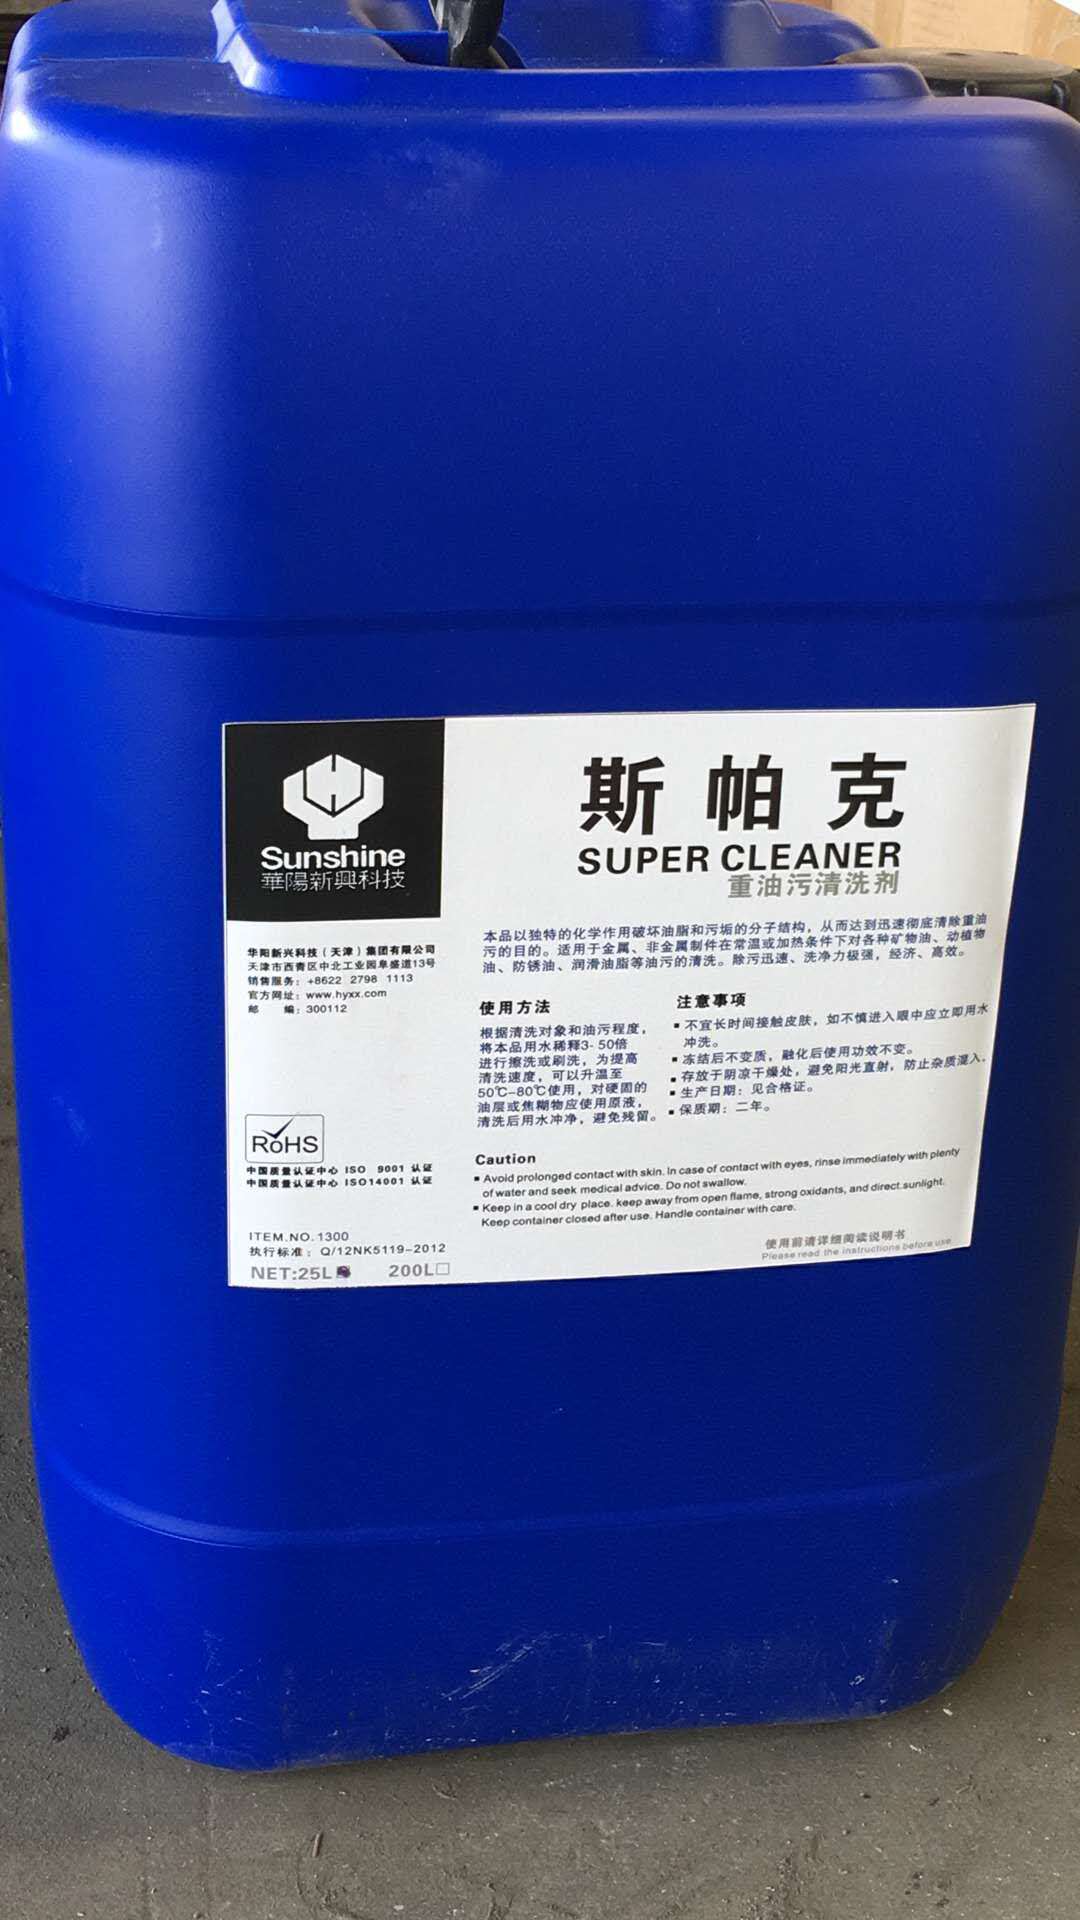 Sunshine
華陽新興科技
斯帕克
SUPER CLEANER
重油污清洗剂
本品以独特的化学作用破坏油脂和污垢的分子结构，从而达到迅速彻底清除重油
污的目的。适用于金属、非金属制件在常温或加热条件下对各种矿物油、动植物
油、防锈油、润滑油脂等油污的清洗。除污迅速、洗净力极强，经济、高效。
华阳新兴科技（天津）集团有限公司
天津市西青区中北工业园阜盛道13号
销售服务：+8622 2798 1113
官方网址：www.hyxx.com
邮 编：300112
使用方法
根据清洗对象和油污程度，
将本品用水稀释3-50倍
进行擦洗或刷洗，为提高
清洗速度，可以升温至
50℃-80℃使用，对硬固的
油层或焦糊物应使用原液，
清洗后用水冲净，避免残留。
注意事项
▪ 不宜长时间接触皮肤，如不慎进入眼中应立即用水
冲洗。
▪ 冻结后不变质，融化后使用功效不变。
▪ 存放于阴凉干燥处，避免阳光直射，防止杂质混入。
▪ 生产日期：见合格证。
▪ 保质期：二年。
RoHS
中国质量认证中心 ISO 9001 认证
中国质量认证中心 ISO14001 认证
Caution
▪ Avoid prolonged contact with skin. In case of contact with eyes, rinse immediately with plenty
of water and seek medical advice. Do not swallow.
▪ Keep in a cool dry place. keep away from open flame, strong oxidants, and direct sunlight.
Keep container closed after use. Handle container with care.
ITEM.NO.1300
执行标准：Q/12NK5119-2012
NET:25L 200L□
使用前请详细阅读说明书
Please read the instructions before use